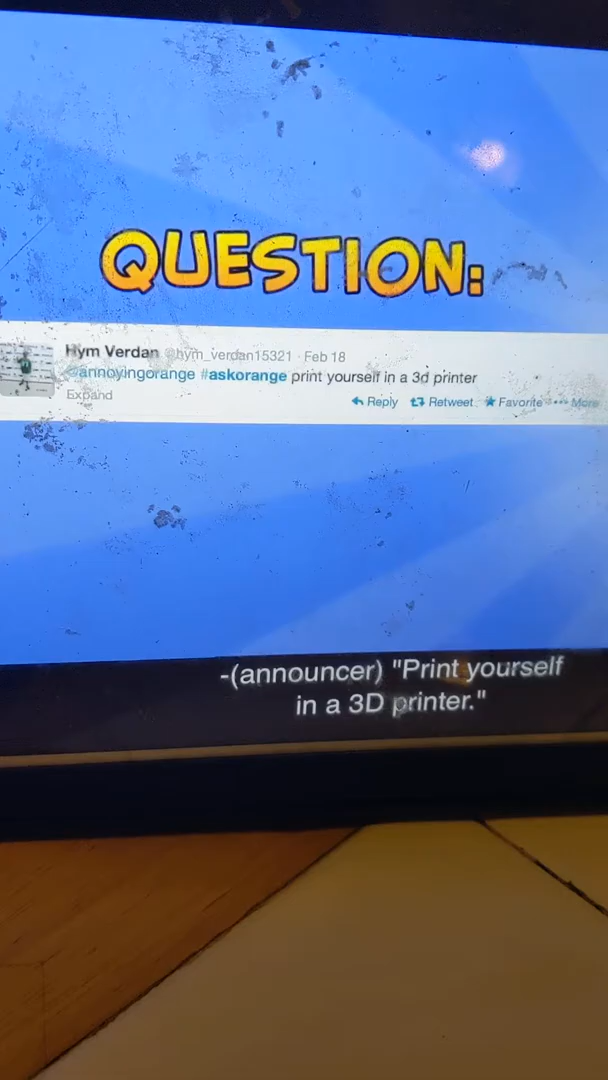 QUESTION:
Hym Verdan @hym_verdan15321 · Feb 18
@annoyingorange #askorange print yourself in a 3d printer
Expand
Reply Retweet Favorite ••• More
-(announcer) "Print yourself
in a 3D printer."